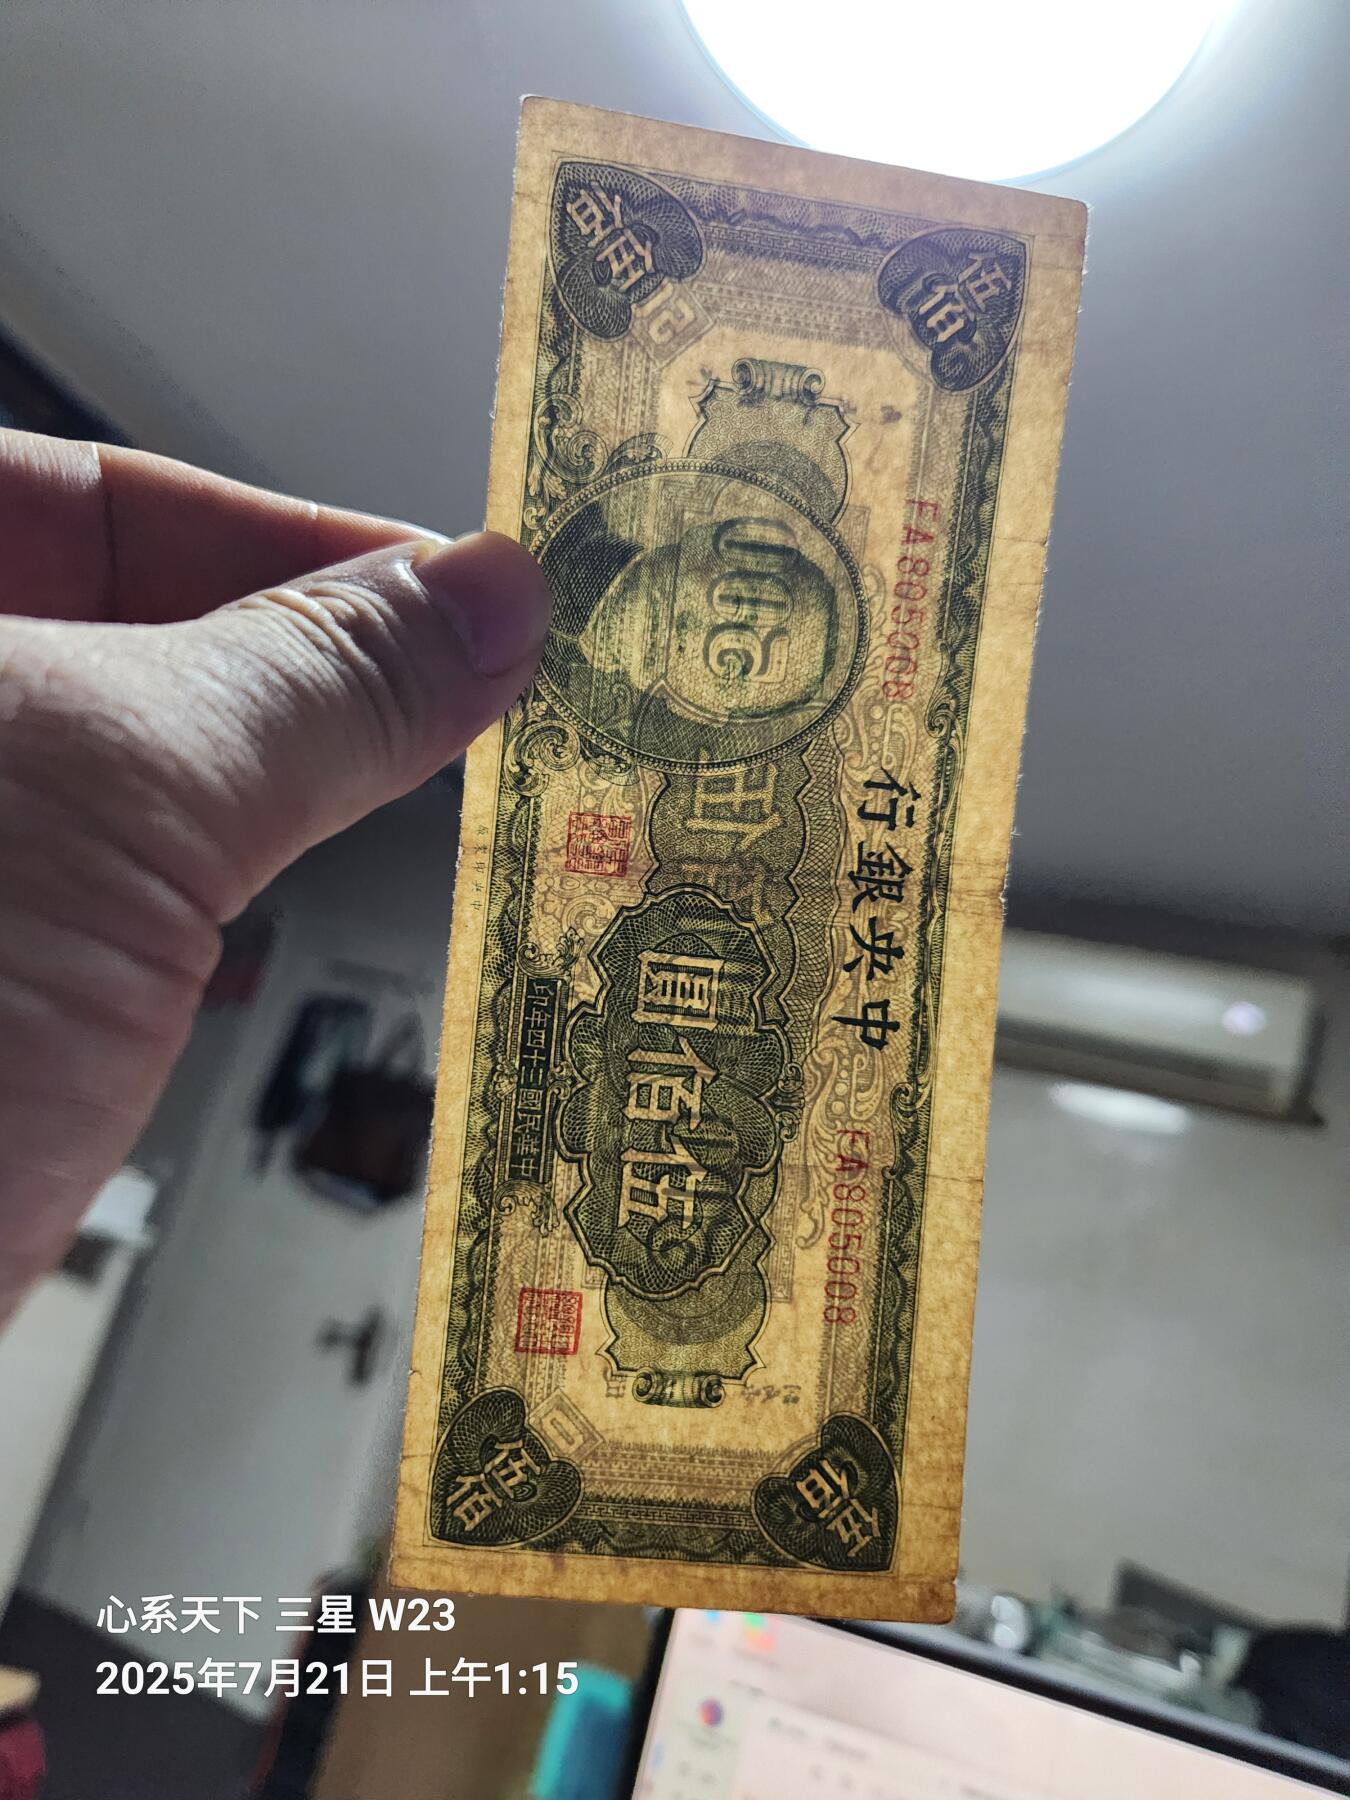 中央銀行
FA805008
FA805008
伍佰圓
伍佰
伍佰
伍佰
伍佰
500
中華民國三十四年印
心系天下 三星 W23
2025年7月21日 上午1:15